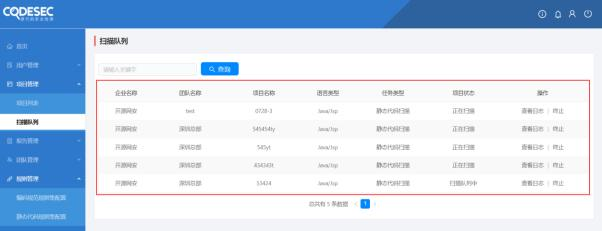 CODESEC
源代码安全检测
首页
用户管理
项目管理
项目列表
扫描队列
报告管理
团队管理
规则管理
编码规范规则集配置
静态代码规则集配置
扫描队列
请输入关键字 查询
企业名称 团队名称 项目名称 语言类型 任务类型 项目状态 操作
开源网安 test 0728-3 Java/Jsp 静态代码扫描 正在扫描 查看日志 | 终止
开源网安 深圳总部 545454ty Java/Jsp 静态代码扫描 正在扫描 查看日志 | 终止
开源网安 深圳总部 545yt Java/Jsp 静态代码扫描 正在扫描 查看日志 | 终止
开源网安 深圳总部 434343t Java/Jsp 静态代码扫描 正在扫描 查看日志 | 终止
开源网安 深圳总部 53424 Java/Jsp 静态代码扫描 扫描队列中 查看日志 | 终止
总共有 5 条数据 < 1 >